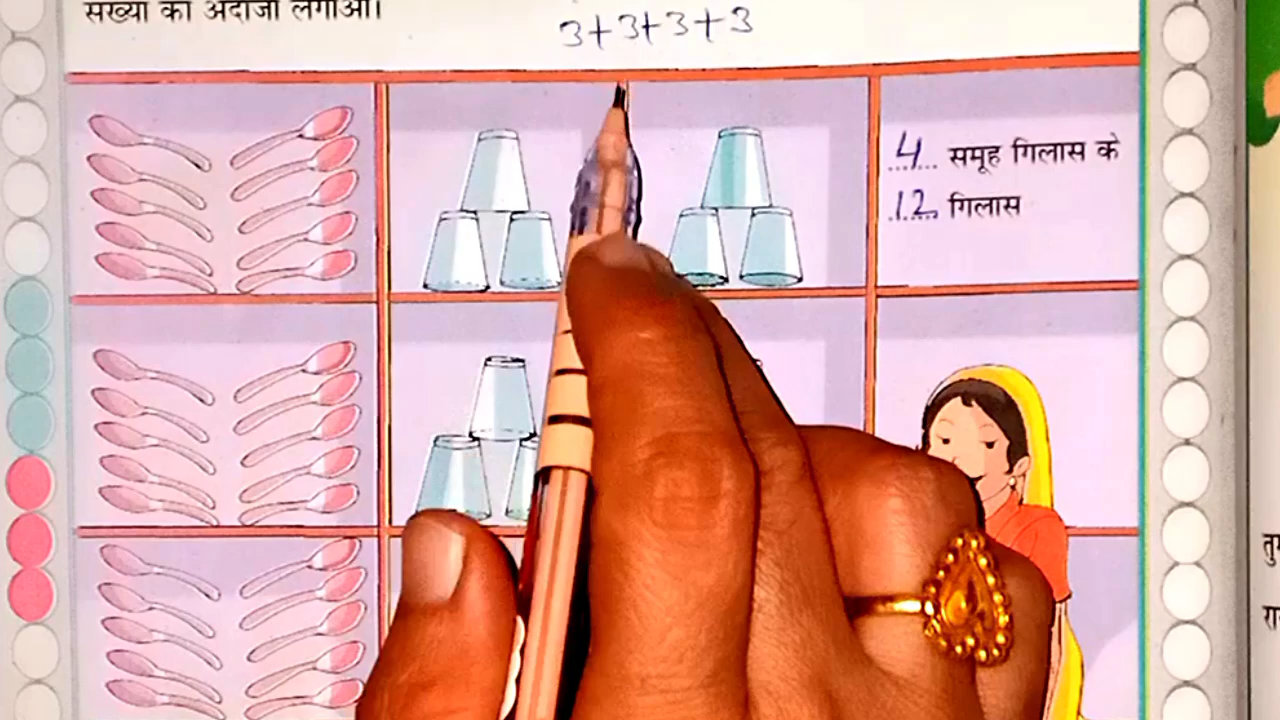 संख्या का अंदाजा लगाओ।
3+3+3+3
4 समूह गिलास के
12 गिलास